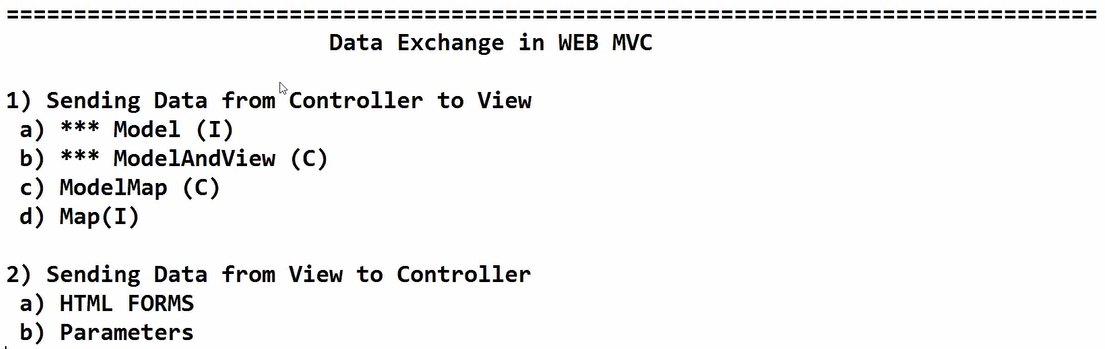 ==================================================================================
Data Exchange in WEB MVC
1) Sending Data from Controller to View
a) *** Model (I)
b) *** ModelAndView (C)
c) ModelMap (C)
d) Map(I)
2) Sending Data from View to Controller
a) HTML FORMS
b) Parameters